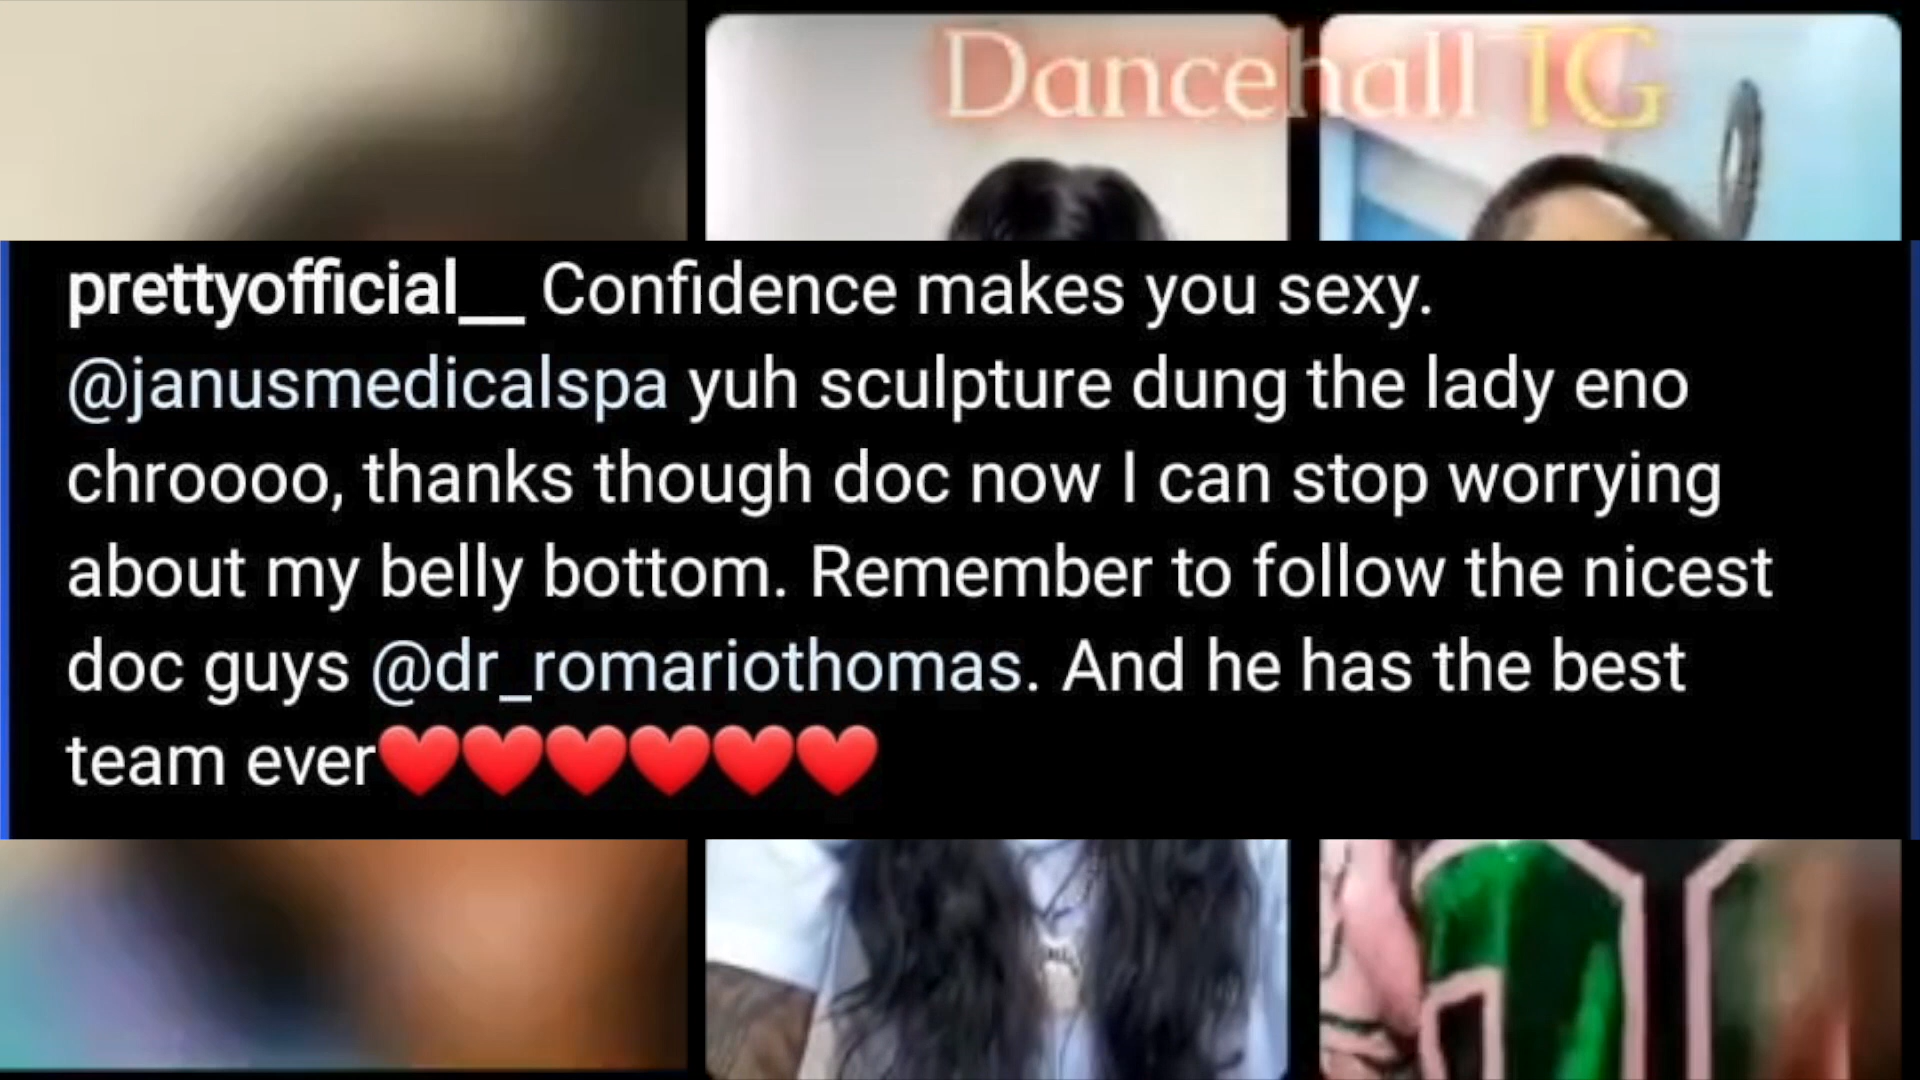 Dancehall IG
prettyofficial__ Confidence makes you sexy.
@janusmedicalspa yuh sculpture dung the lady eno
chroooo, thanks though doc now I can stop worrying
about my belly bottom. Remember to follow the nicest
doc guys @dr_romariothomas. And he has the best
team ever❤️❤️❤️❤️❤️❤️